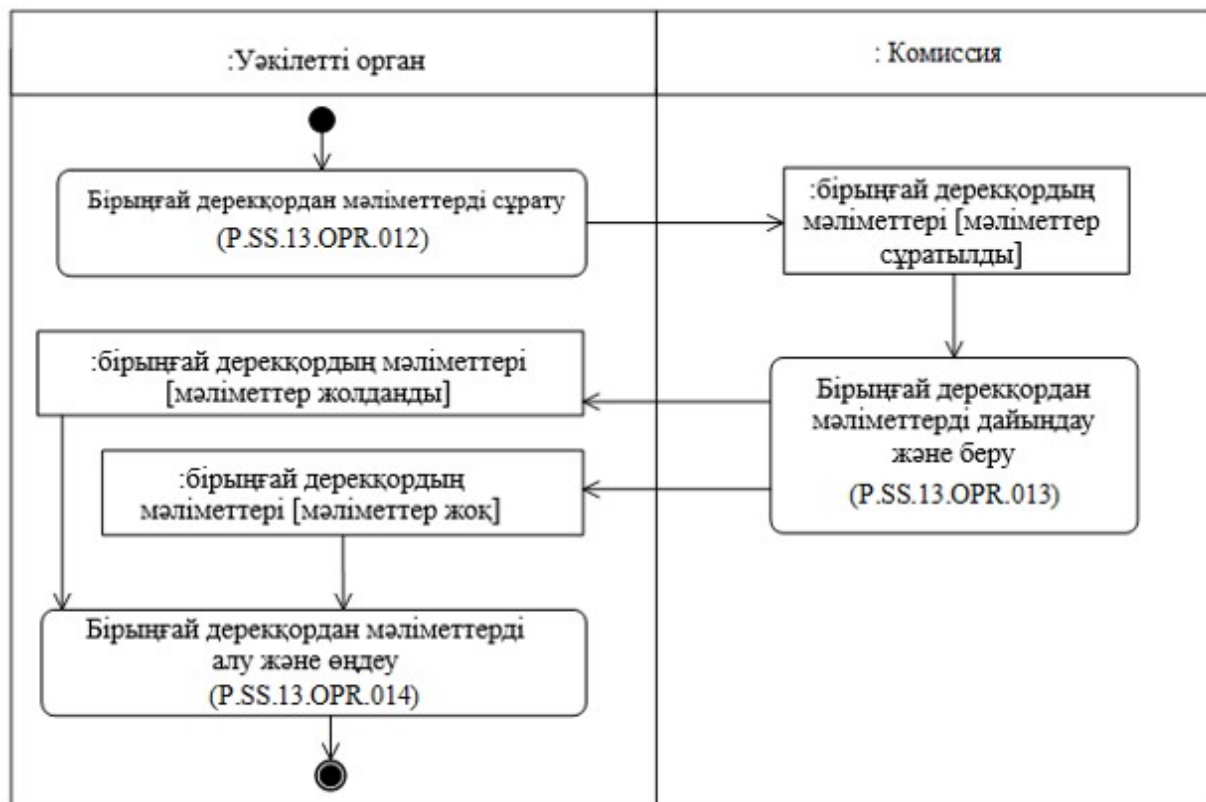 :Уәкілетті орган
: Комиссия
Бірыңғай дерекқордан мәліметтерді сұрату
(P.SS.13.OPR.012)
:бірыңғай дерекқордың
мәліметтері [мәліметтер
сұратылды]
:бірыңғай дерекқордың мәліметтері
[мәліметтер жолданды]
Бірыңғай дерекқордан
мәліметтерді дайындау
және беру
(P.SS.13.OPR.013)
:бірыңғай дерекқордың
мәліметтері [мәліметтер жоқ]
Бірыңғай дерекқордан мәліметтерді
алу және өңдеу
(P.SS.13.OPR.014)